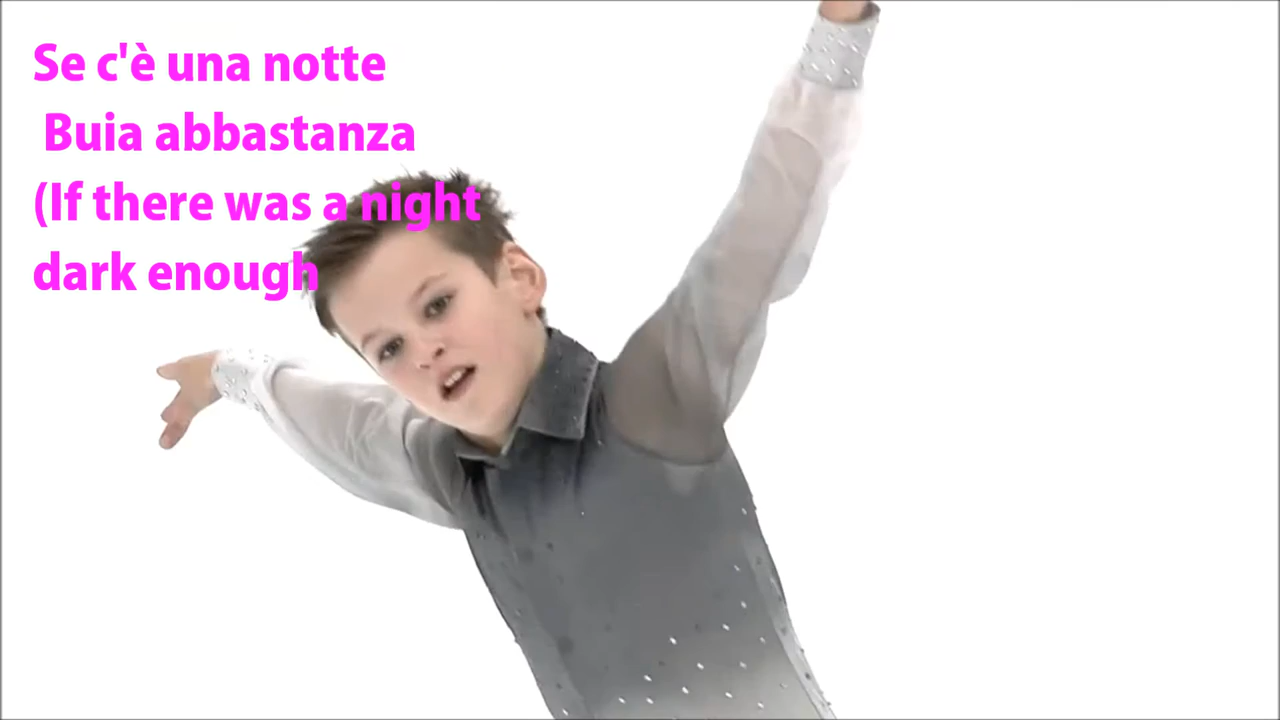 Se c'è una notte
Buia abbastanza
(If there was a night
dark enough